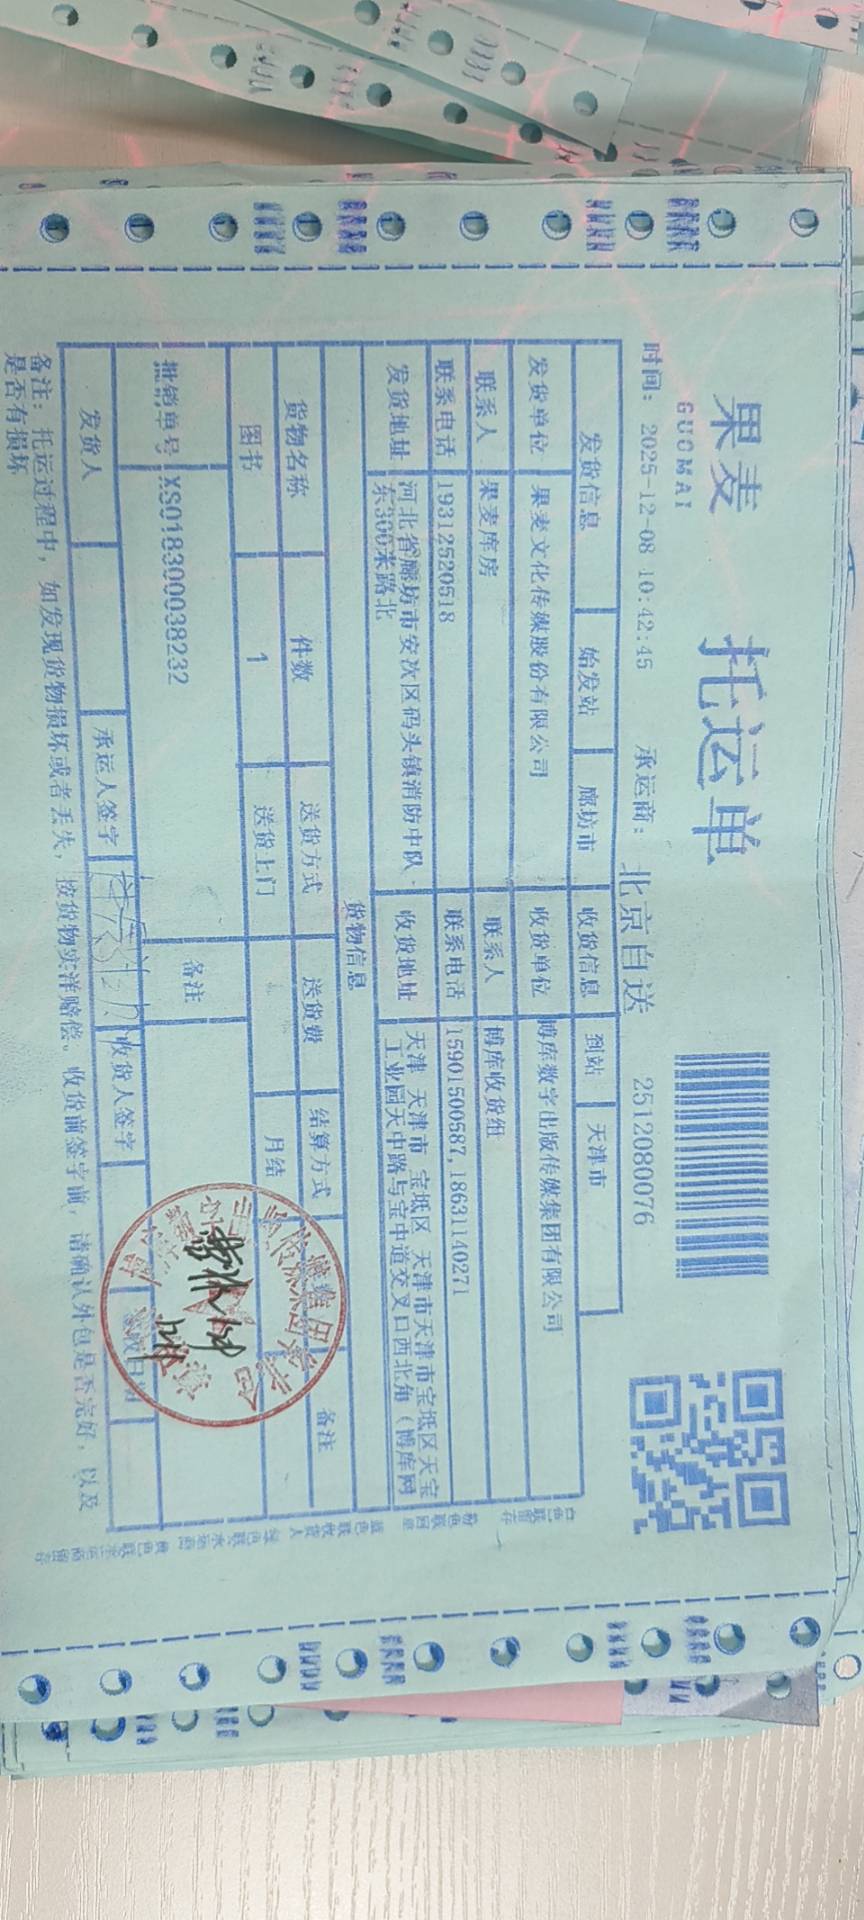 果麦
GUOMAI
托运单
时间: 2025-12-08 10:42:45 承运商: 北京自送 2512080076
发货信息 始发站 廊坊市 收货信息 到站 天津市
发货单位 果麦文化传媒股份有限公司 收货单位 博库数字出版传媒集团有限公司
联系人 果麦库房 联系人 博库收货组
联系电话 19312520518 联系电话 15901500587,18631140271
发货地址 河北省廊坊市安次区码头镇消防中队东300米路北 收货地址 天津 天津市 宝坻区 天津市天津市宝坻区天宝工业园天中路与宝中道交叉口西北角（博库网
货物信息
货物名称 件数 送货方式 送货费 结算方式 备注
图书 1 送货上门 月结
批销单号 XS018300038232 备注
发货人 承运人签字 收货人签字
备注: 托运过程中, 如发现货物损坏或者丢失, 按货物实洋赔偿。收货前签字前, 请确认外包是否完好, 以及
是否有损坏